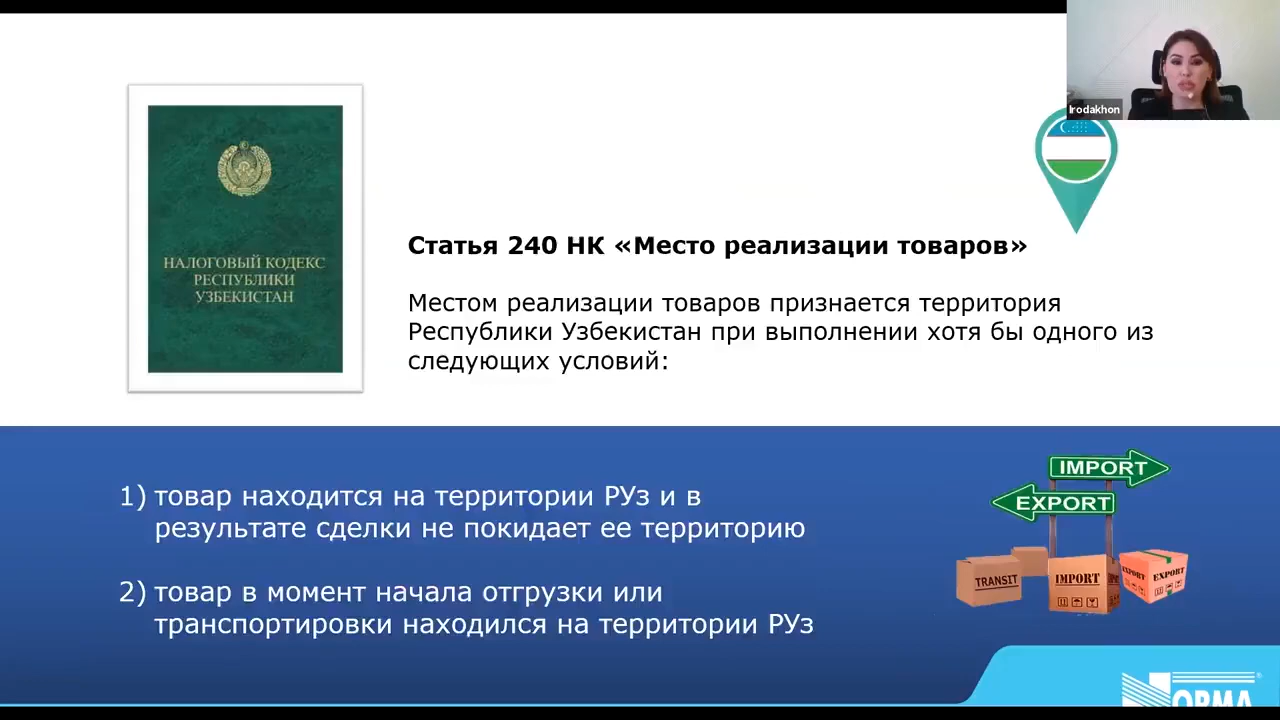 Irodakhon
НАЛОГОВЫЙ КОДЕКС
РЕСПУБЛИКИ
УЗБЕКИСТАН
Статья 240 НК «Место реализации товаров»
Местом реализации товаров признается территория
Республики Узбекистан при выполнении хотя бы одного из
следующих условий:
1) товар находится на территории РУз и в
результате сделки не покидает ее территорию
2) товар в момент начала отгрузки или
транспортировки находился на территории РУз
IMPORT
EXPORT
TRANSIT
IMPORT
EXPORT
EXPORT
ОРМА